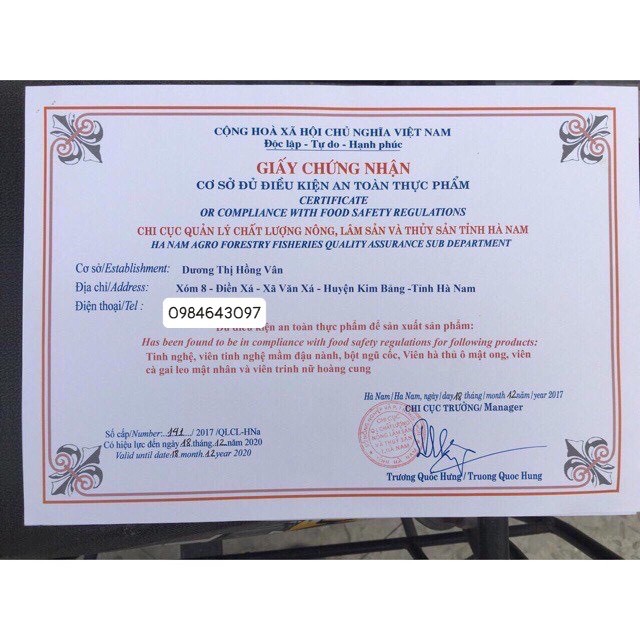 CỘNG HOÀ XÃ HỘI CHỦ NGHĨA VIỆT NAM
Độc lập - Tự do - Hạnh phúc
GIẤY CHỨNG NHẬN
CƠ SỞ ĐỦ ĐIỀU KIỆN AN TOÀN THỰC PHẨM
CERTIFICATE
OR COMPLIANCE WITH FOOD SAFETY REGULATIONS
CHI CỤC QUẢN LÝ CHẤT LƯỢNG NÔNG, LÂM SẢN VÀ THỦY SẢN TỈNH HÀ NAM
HA NAM AGRO FORESTRY FISHERIES QUALITY ASSURANCE SUB DEPARTMENT
Cơ sở/Establishment: Dương Thị Hồng Vân
Địa chỉ/Address: Xóm 8 - Điền Xá - Xã Văn Xá - Huyện Kim Bảng -Tỉnh Hà Nam
Điện thoại/Tel : 0984643097
Đủ điều kiện an toàn thực phẩm để sản xuất sản phẩm:
Has been found to be in compliance with food safety regulations for following products:
Tinh nghệ, viên tinh nghệ mầm đậu nành, bột ngũ cốc, Viên hà thủ ô mật ong, viên
cà gai leo mật nhân và viên trinh nữ hoàng cung
Hà Nam/Ha Nam, ngày/day 18 tháng/month 12/năm/year 2017
CHI CỤC TRƯỞNG/ Manager
Số cấp/Number: 191 / 2017 /QLCL-HNa
Có hiệu lực đến ngày 18.tháng.12.năm 2020
Valid until date 18 month.12 year 2020
Trương Quốc Hưng / Truong Quoc Hung